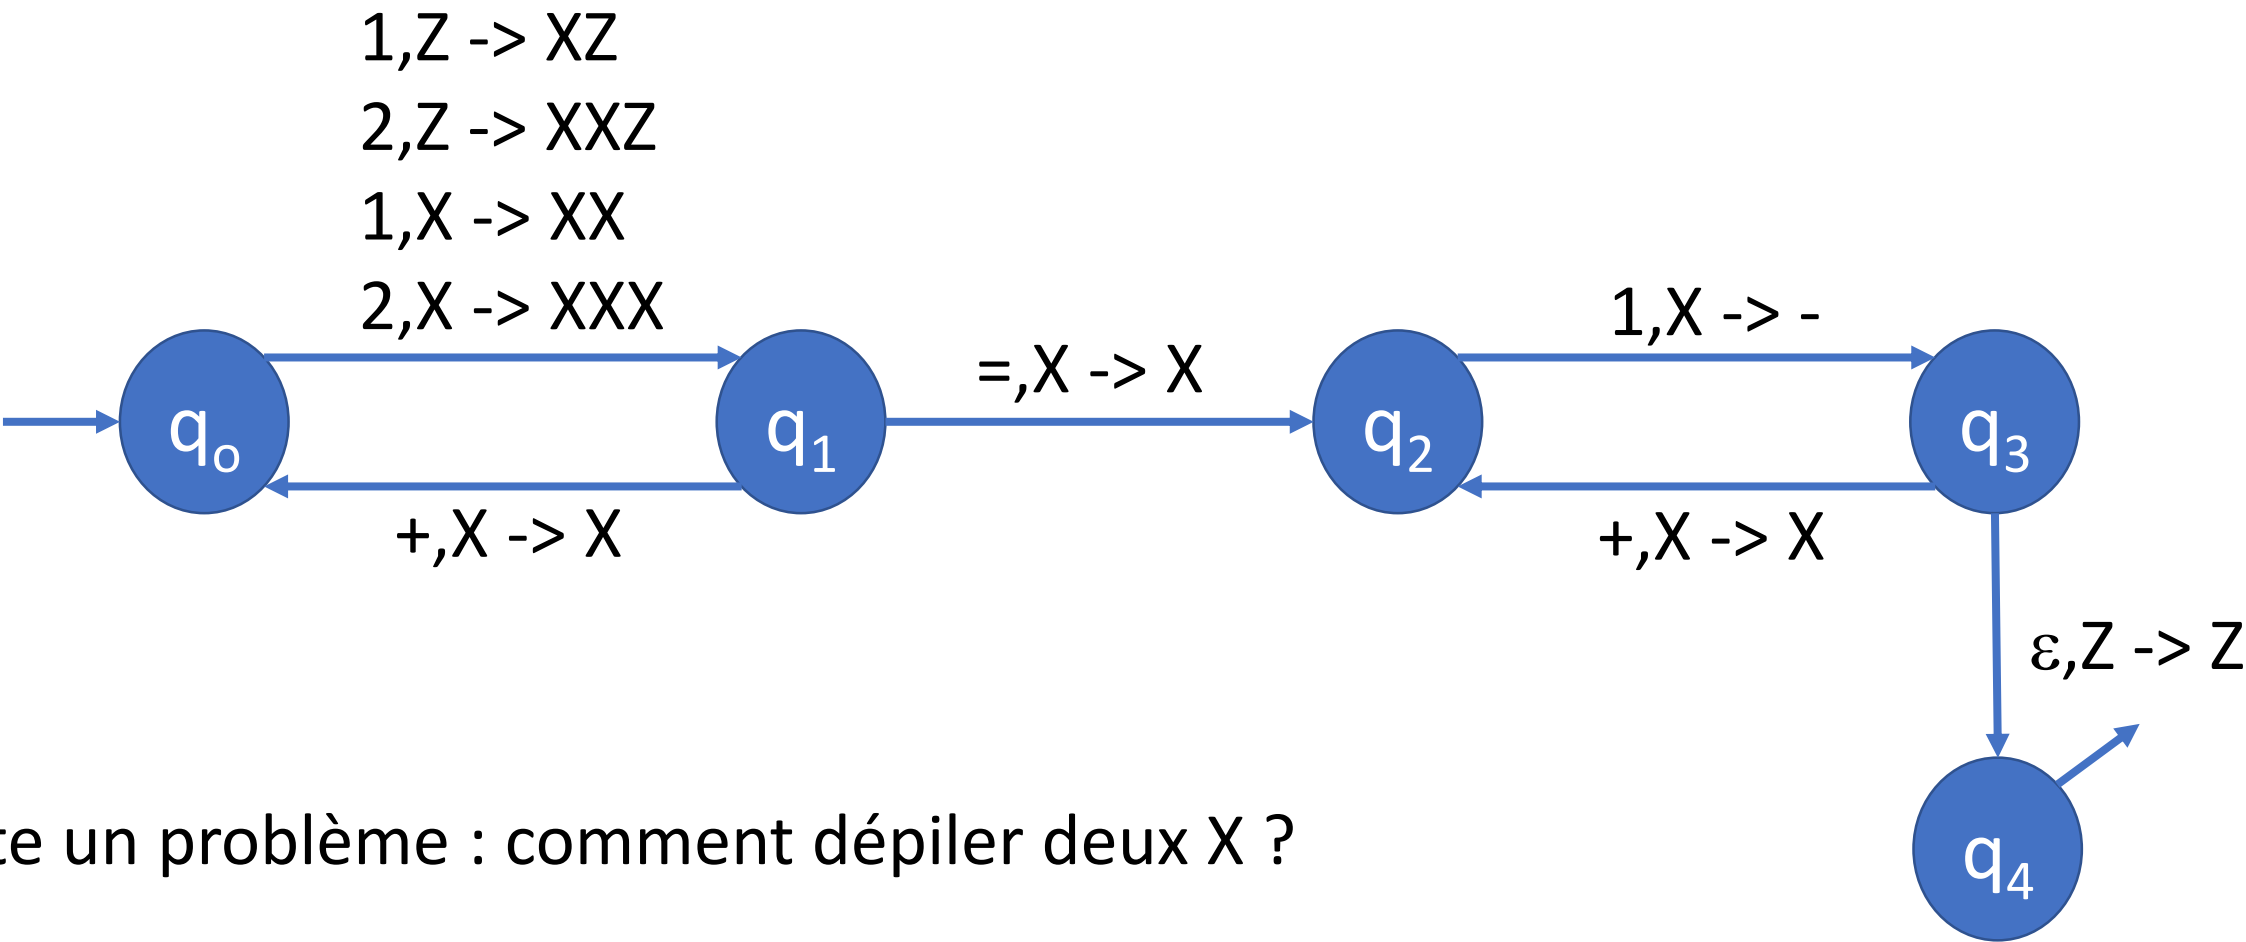 1,Z -> XZ
2,Z -> XXZ
1,X -> XX
2,X -> XXX
1,X -> -
=,X -> X
qo
q1
q2
q3
+,X -> X
+,X -> X
ε,Z -> Z
un problème : comment dépiler deux X ?
q4